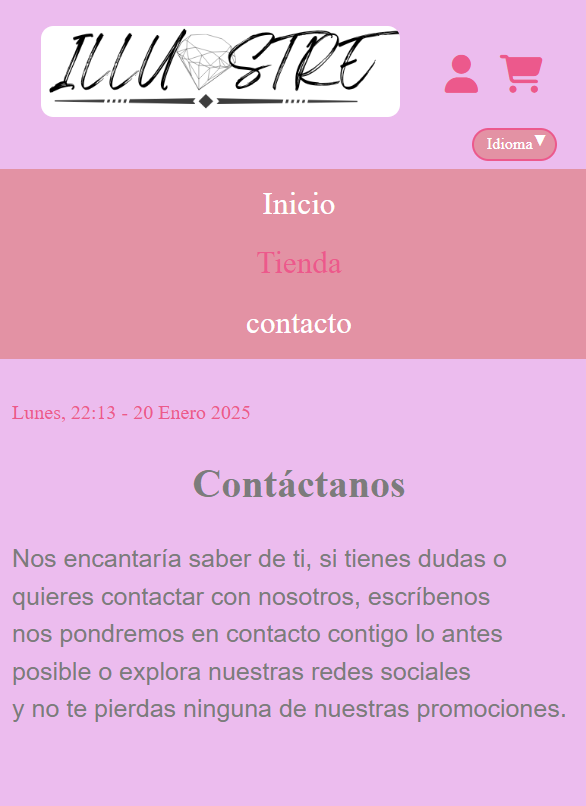 ILLUSTRE
Idioma
Inicio
Tienda
contacto
Lunes, 22:13 - 20 Enero 2025
Contáctanos
Nos encantaría saber de ti, si tienes dudas o
quieres contactar con nosotros, escríbenos
nos pondremos en contacto contigo lo antes
posible o explora nuestras redes sociales
y no te pierdas ninguna de nuestras promociones.